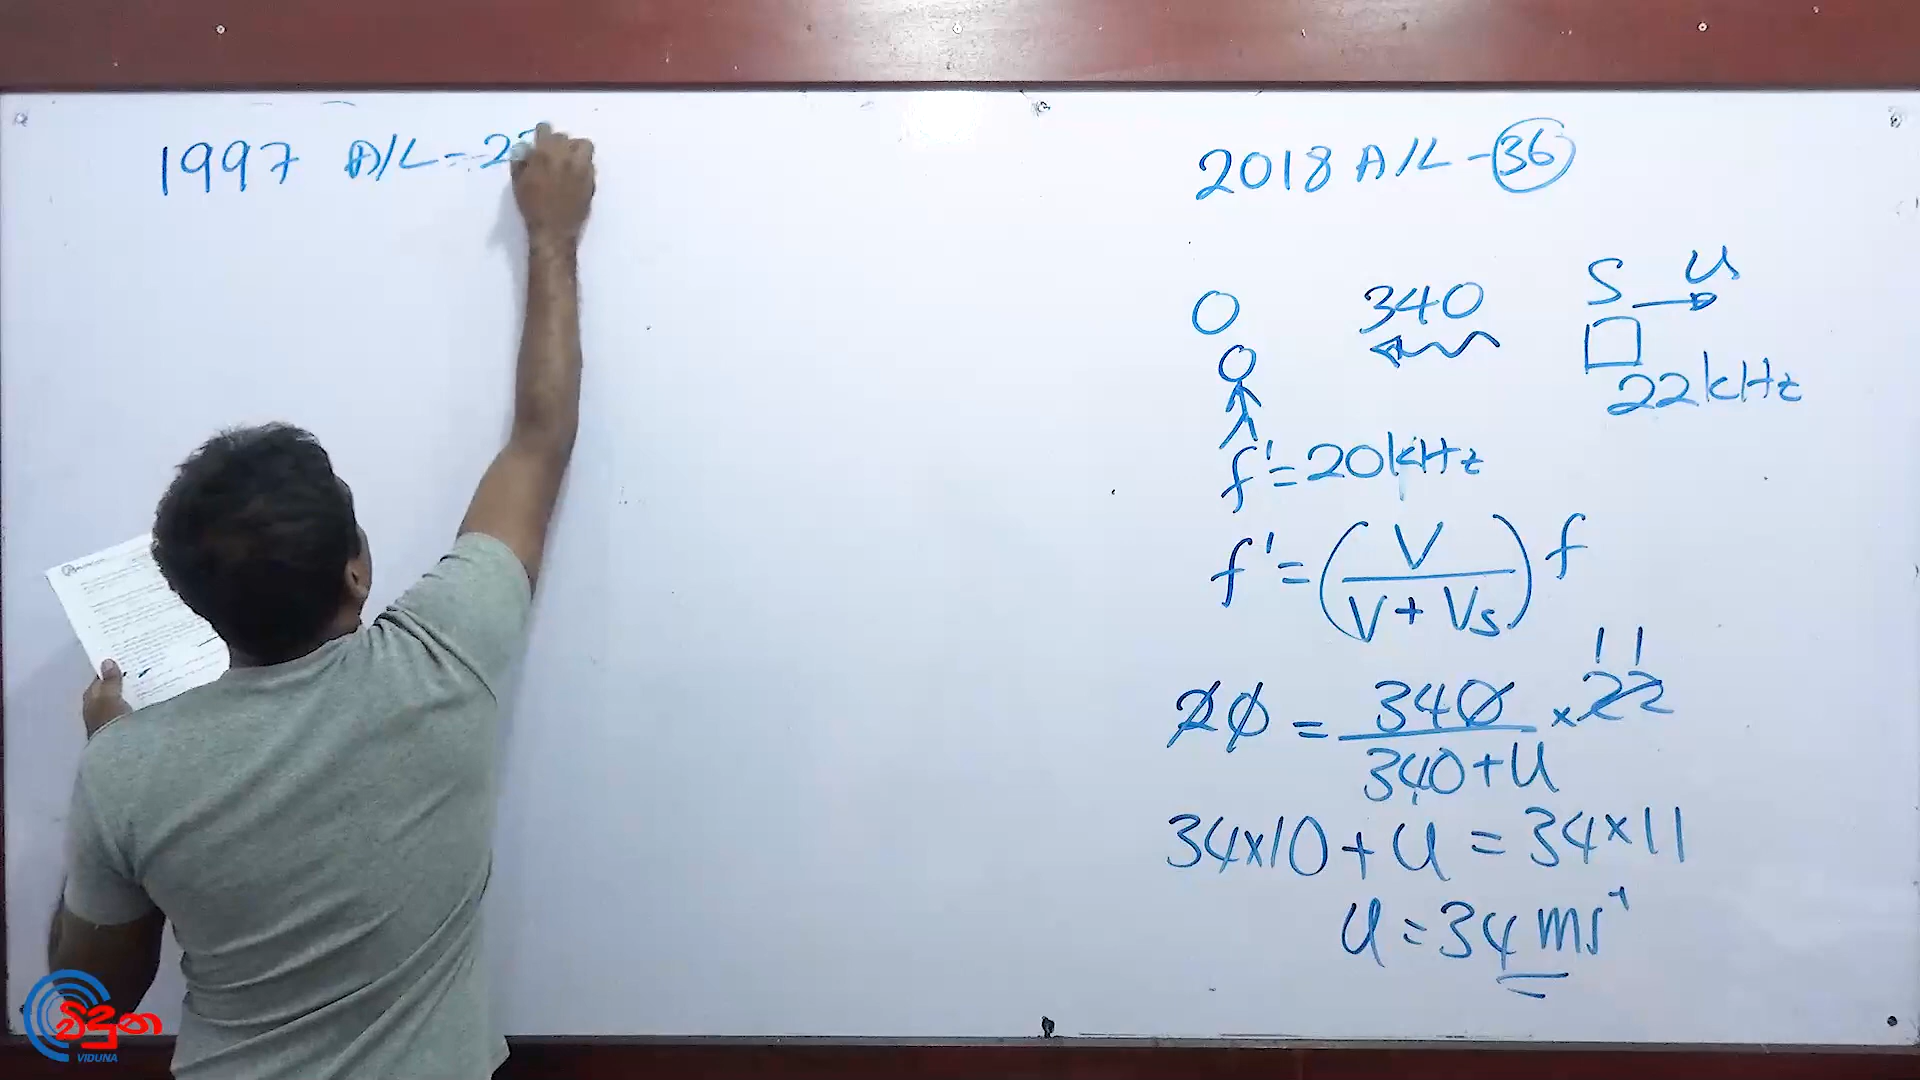 1997 A/L - 2
2018 A/L - 36
S u
O 340
22kHz
f' = 20kHz
f' = (V / V + Vs) f
11
20 = 340 / 340 + u × 22
34×10 + u = 34×11
u = 34 ms⁻¹
විදුන
VIDUNA